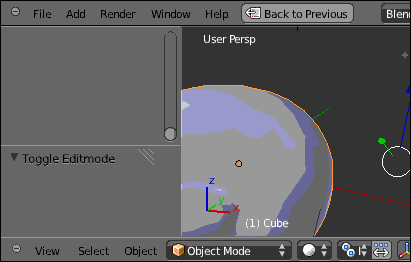 File Add Render Window Help Back to Previous Blen
User Persp
Toggle Editmode
z
y
x
(1) Cube
View Select Object Object Mode